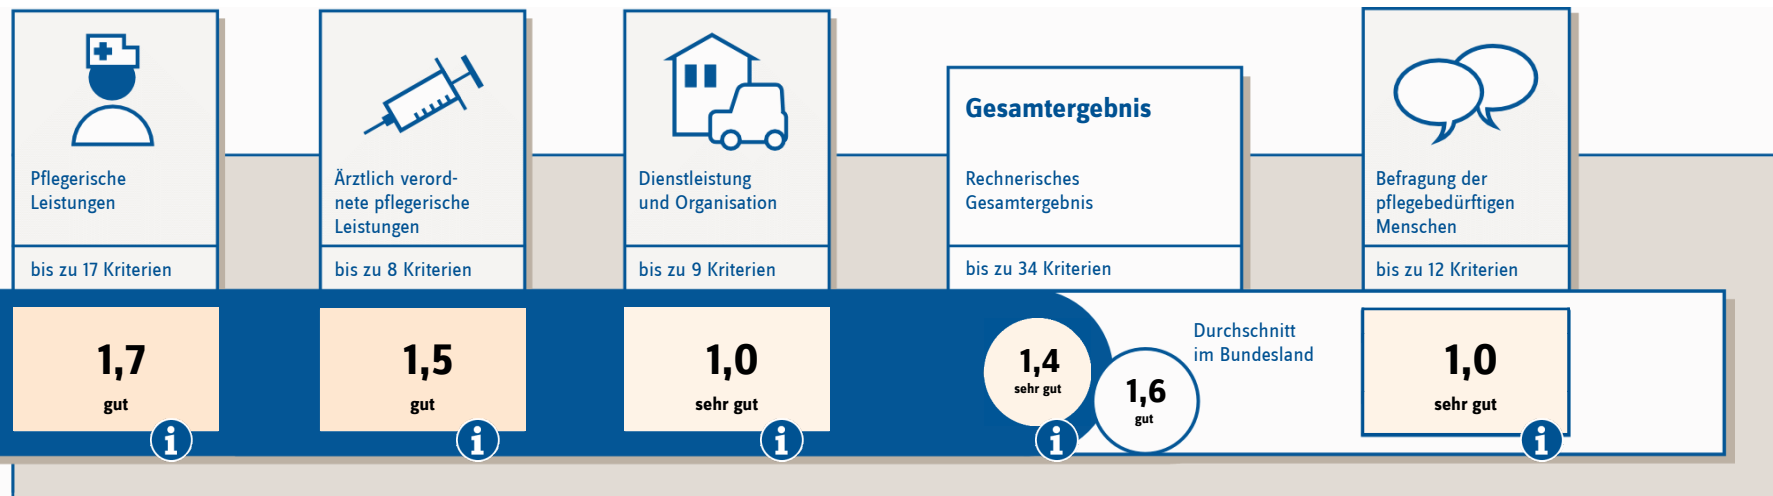 Pflegerische
Leistungen
bis zu 17 Kriterien
1,7
gut
i
Ärztlich verord-
nete pflegerische
Leistungen
bis zu 8 Kriterien
1,5
gut
i
Dienstleistung
und Organisation
bis zu 9 Kriterien
1,0
sehr gut
i
Gesamtergebnis
Rechnerisches
Gesamtergebnis
bis zu 34 Kriterien
1,4
sehr gut
i
1,6
gut
Durchschnitt
im Bundesland
Befragung der
pflegebedürftigen
Menschen
bis zu 12 Kriterien
1,0
sehr gut
i